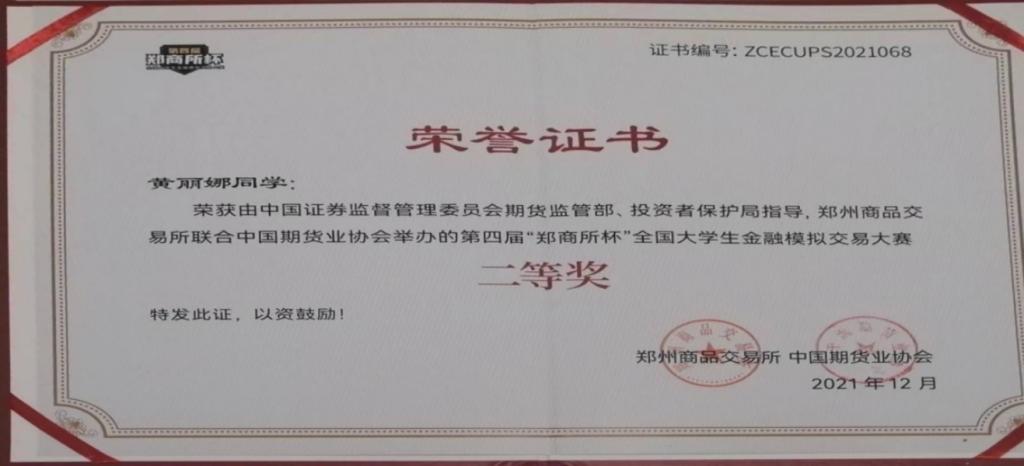 第四届
郑商所杯
证书编号: ZCECUPS2021068
荣誉证书
黄丽娜同学:
荣获由中国证券监督管理委员会期货监管部、投资者保护局指导, 郑州商品交
易所联合中国期货业协会举办的第四届“郑商所杯”全国大学生金融模拟交易大赛
二等奖
特发此证, 以资鼓励!
郑州商品交易所 中国期货业协会
2021 年 12 月